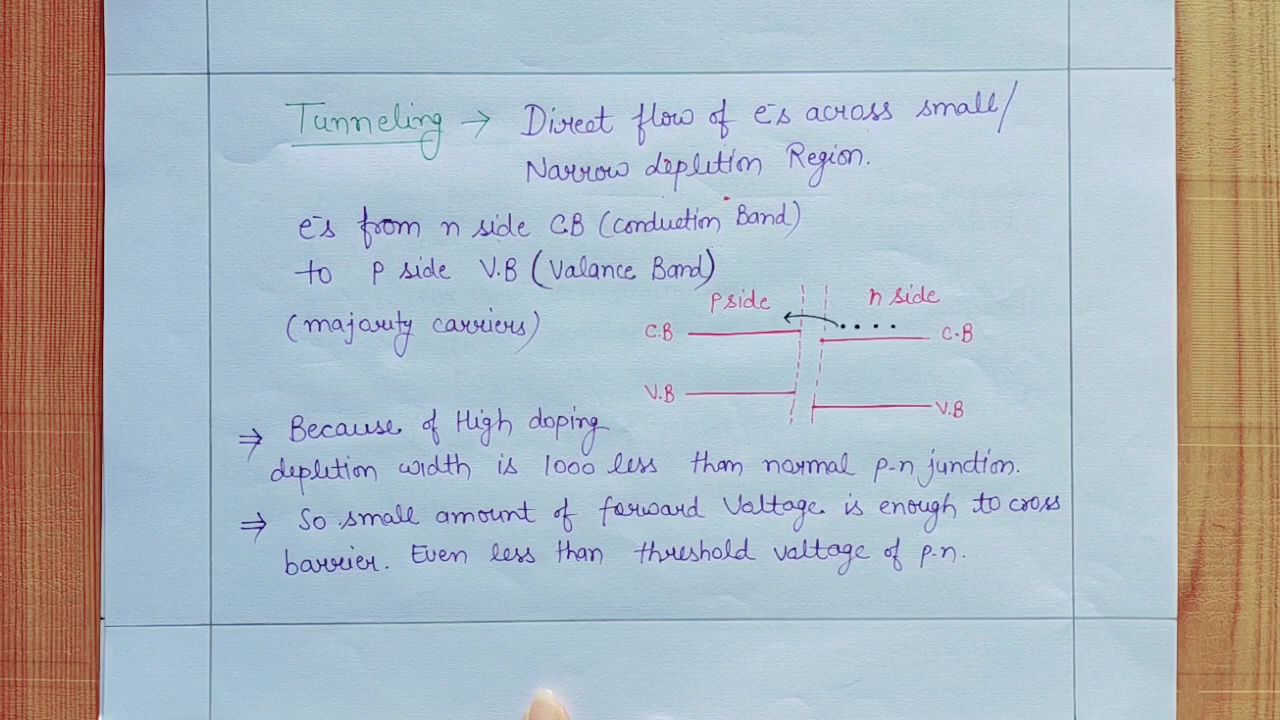 Tunneling → Direct flow of e⁻s across small/
Narrow depletion Region.
e⁻s from n side C.B (Conduction Band)
to p side V.B (Valance Band)
(majority carriers)
p side n side
C.B C.B
V.B V.B
⇒ Because of High doping
depletion width is 1000 less than normal p-n junction.
⇒ So small amount of forward Voltage is enough to cross
barrier. Even less than threshold voltage of p-n.